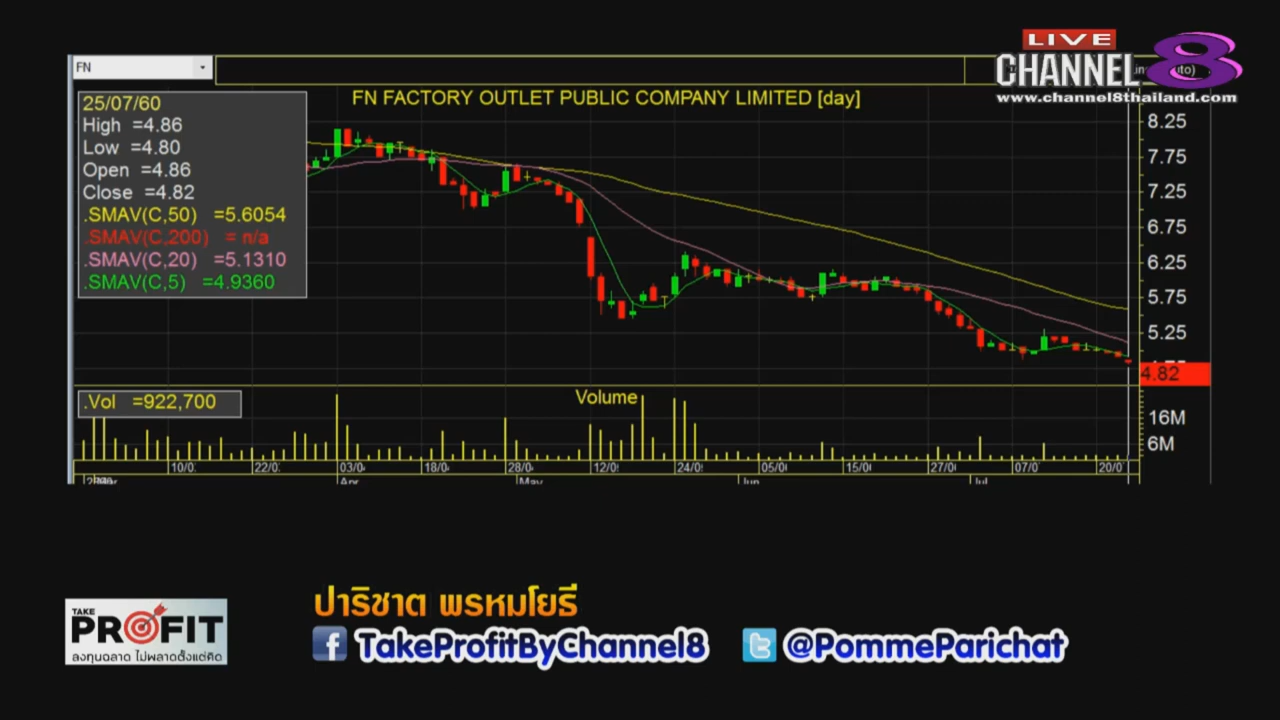 LIVE
CHANNEL 8
www.channel8thailand.com
FN
FN FACTORY OUTLET PUBLIC COMPANY LIMITED [day]
25/07/60
High =4.86
Low =4.80
Open =4.86
Close =4.82
.SMAV(C,50) =5.6054
.SMAV(C,200) = n/a
.SMAV(C,20) =5.1310
.SMAV(C,5) =4.9360
8.25
7.75
7.25
6.75
6.25
5.75
5.25
4.82
.Vol =922,700
Volume
16M
6M
10/0 22/0 03/0 18/0 28/0 12/0 24/0 05/0 15/0 27/0 07/0 20/0
Apr May Jun Jul
TAKE
PROFIT
ลงทุนฉลาด ไม่พลาดตั้งแต่คิด
ปาริชาต พรหมโยธี
f TakeProfitByChannel8
@PommeParichat